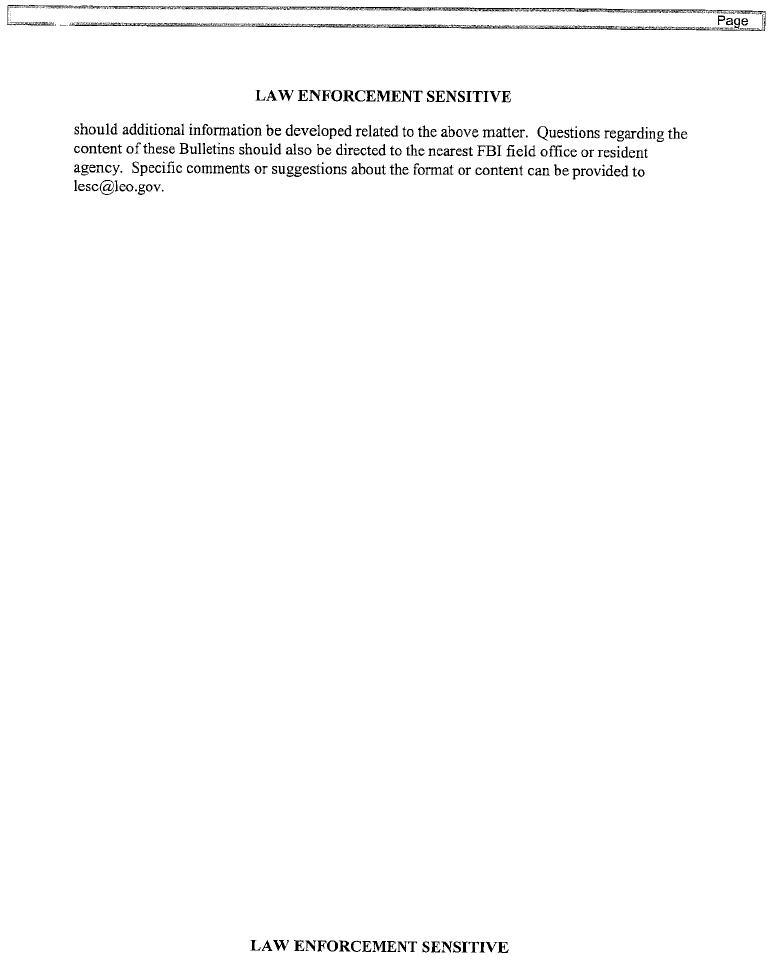 Page
LAW ENFORCEMENT SENSITIVE
should additional information be developed related to the above matter.  Questions regarding the
content of these Bulletins should also be directed to the nearest FBI field office or resident
agency.  Specific comments or suggestions about the format or content can be provided to
lesc@leo.gov.
LAW ENFORCEMENT SENSITIVE